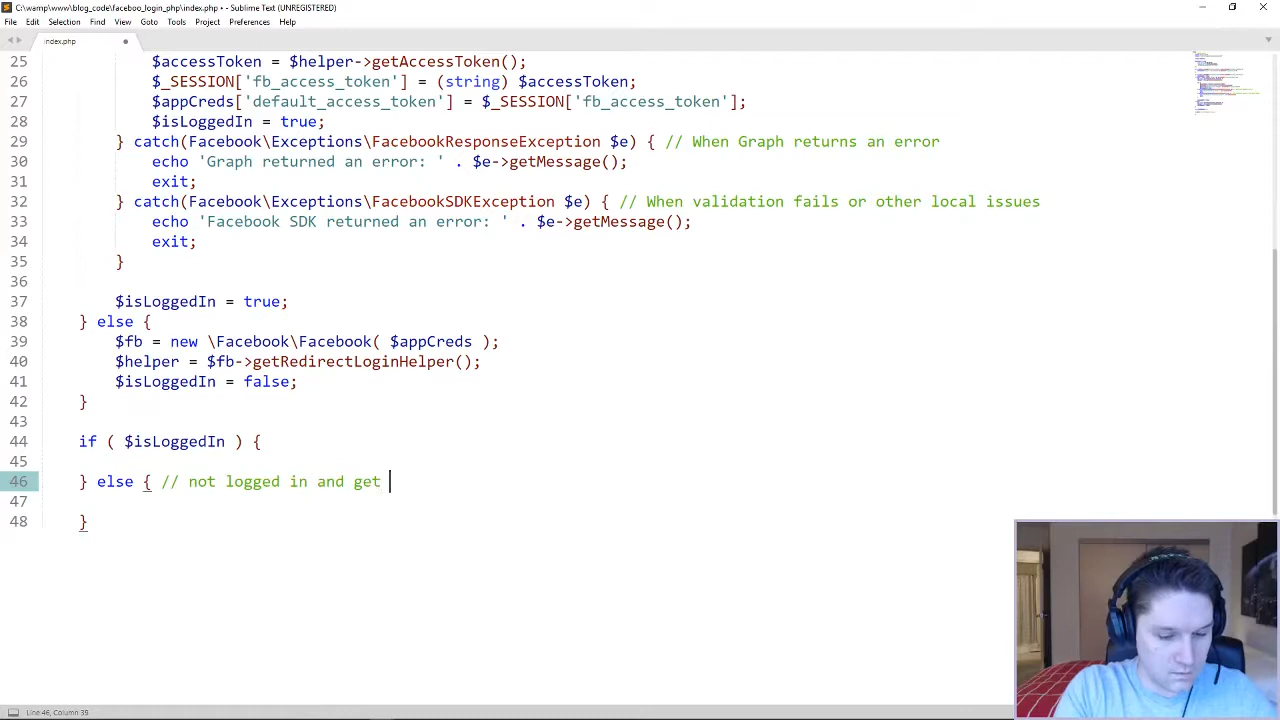 C:\wamp\www\blog_code\faceboo_login_php\index.php • - Sublime Text (UNREGISTERED)
File Edit Selection Find View Goto Tools Project Preferences Help
index.php
25 $accessToken = $helper->getAccessToken();
26 $_SESSION['fb_access_token'] = (string) $accessToken;
27 $appCreds['default_access_token'] = $_SESSION['fb_access_token'];
28 $isLoggedIn = true;
29 } catch(Facebook\Exceptions\FacebookResponseException $e) { // When Graph returns an error
30 echo 'Graph returned an error: ' . $e->getMessage();
31 exit;
32 } catch(Facebook\Exceptions\FacebookSDKException $e) { // When validation fails or other local issues
33 echo 'Facebook SDK returned an error: ' . $e->getMessage();
34 exit;
35 }
36
37 $isLoggedIn = true;
38 } else {
39 $fb = new \Facebook\Facebook( $appCreds );
40 $helper = $fb->getRedirectLoginHelper();
41 $isLoggedIn = false;
42 }
43
44 if ( $isLoggedIn ) {
45
46 } else { // not logged in and get
47
48 }
Line 46, Column 39